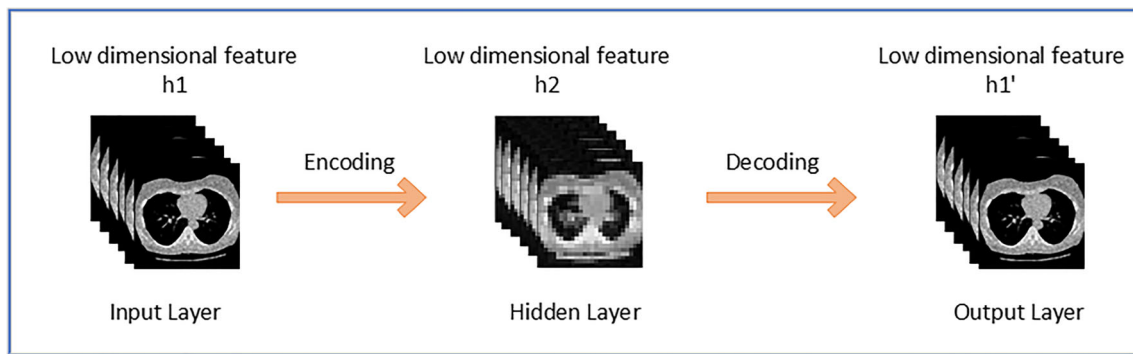 Low dimensional feature
h1
Low dimensional feature
h2
Low dimensional feature
h1'
Encoding
Decoding
Input Layer
Hidden Layer
Output Layer